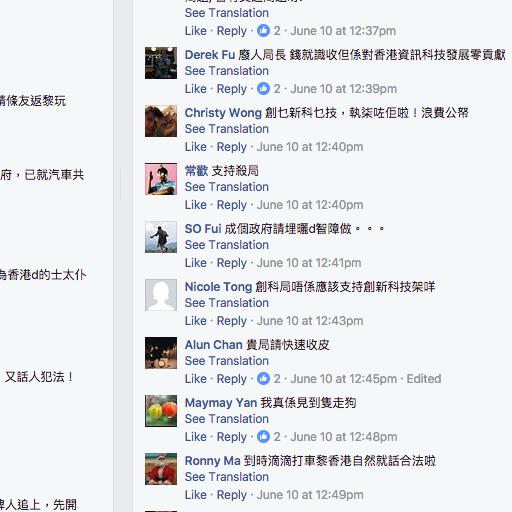 See Translation
Like · Reply · 2 · June 10 at 12:37pm
Derek Fu 廢人局長 錢就識收但係對香港資訊科技發展零貢獻
See Translation
Like · Reply · 2 · June 10 at 12:39pm
Christy Wong 創乜新科乜技，執柒咗佢啦！浪費公帑
See Translation
Like · Reply · June 10 at 12:40pm
常歡 支持殺局
See Translation
Like · Reply · June 10 at 12:40pm
SO Fui 成個政府請埋曬d智障做。。。
See Translation
Like · Reply · June 10 at 12:41pm
Nicole Tong 創科局唔係應該支持創新科技架咩
See Translation
Like · Reply · June 10 at 12:43pm
Alun Chan 貴局請快速收皮
See Translation
Like · Reply · 2 · June 10 at 12:45pm · Edited
Maymay Yan 我真係見到隻走狗
See Translation
Like · Reply · 2 · June 10 at 12:48pm
Ronny Ma 到時滴滴打車黎香港自然就話合法啦
See Translation
Like · Reply · June 10 at 12:49pm
條友返黎玩
府，已就汽車共
為香港d的士太仆
又話人犯法！
人追上，先開